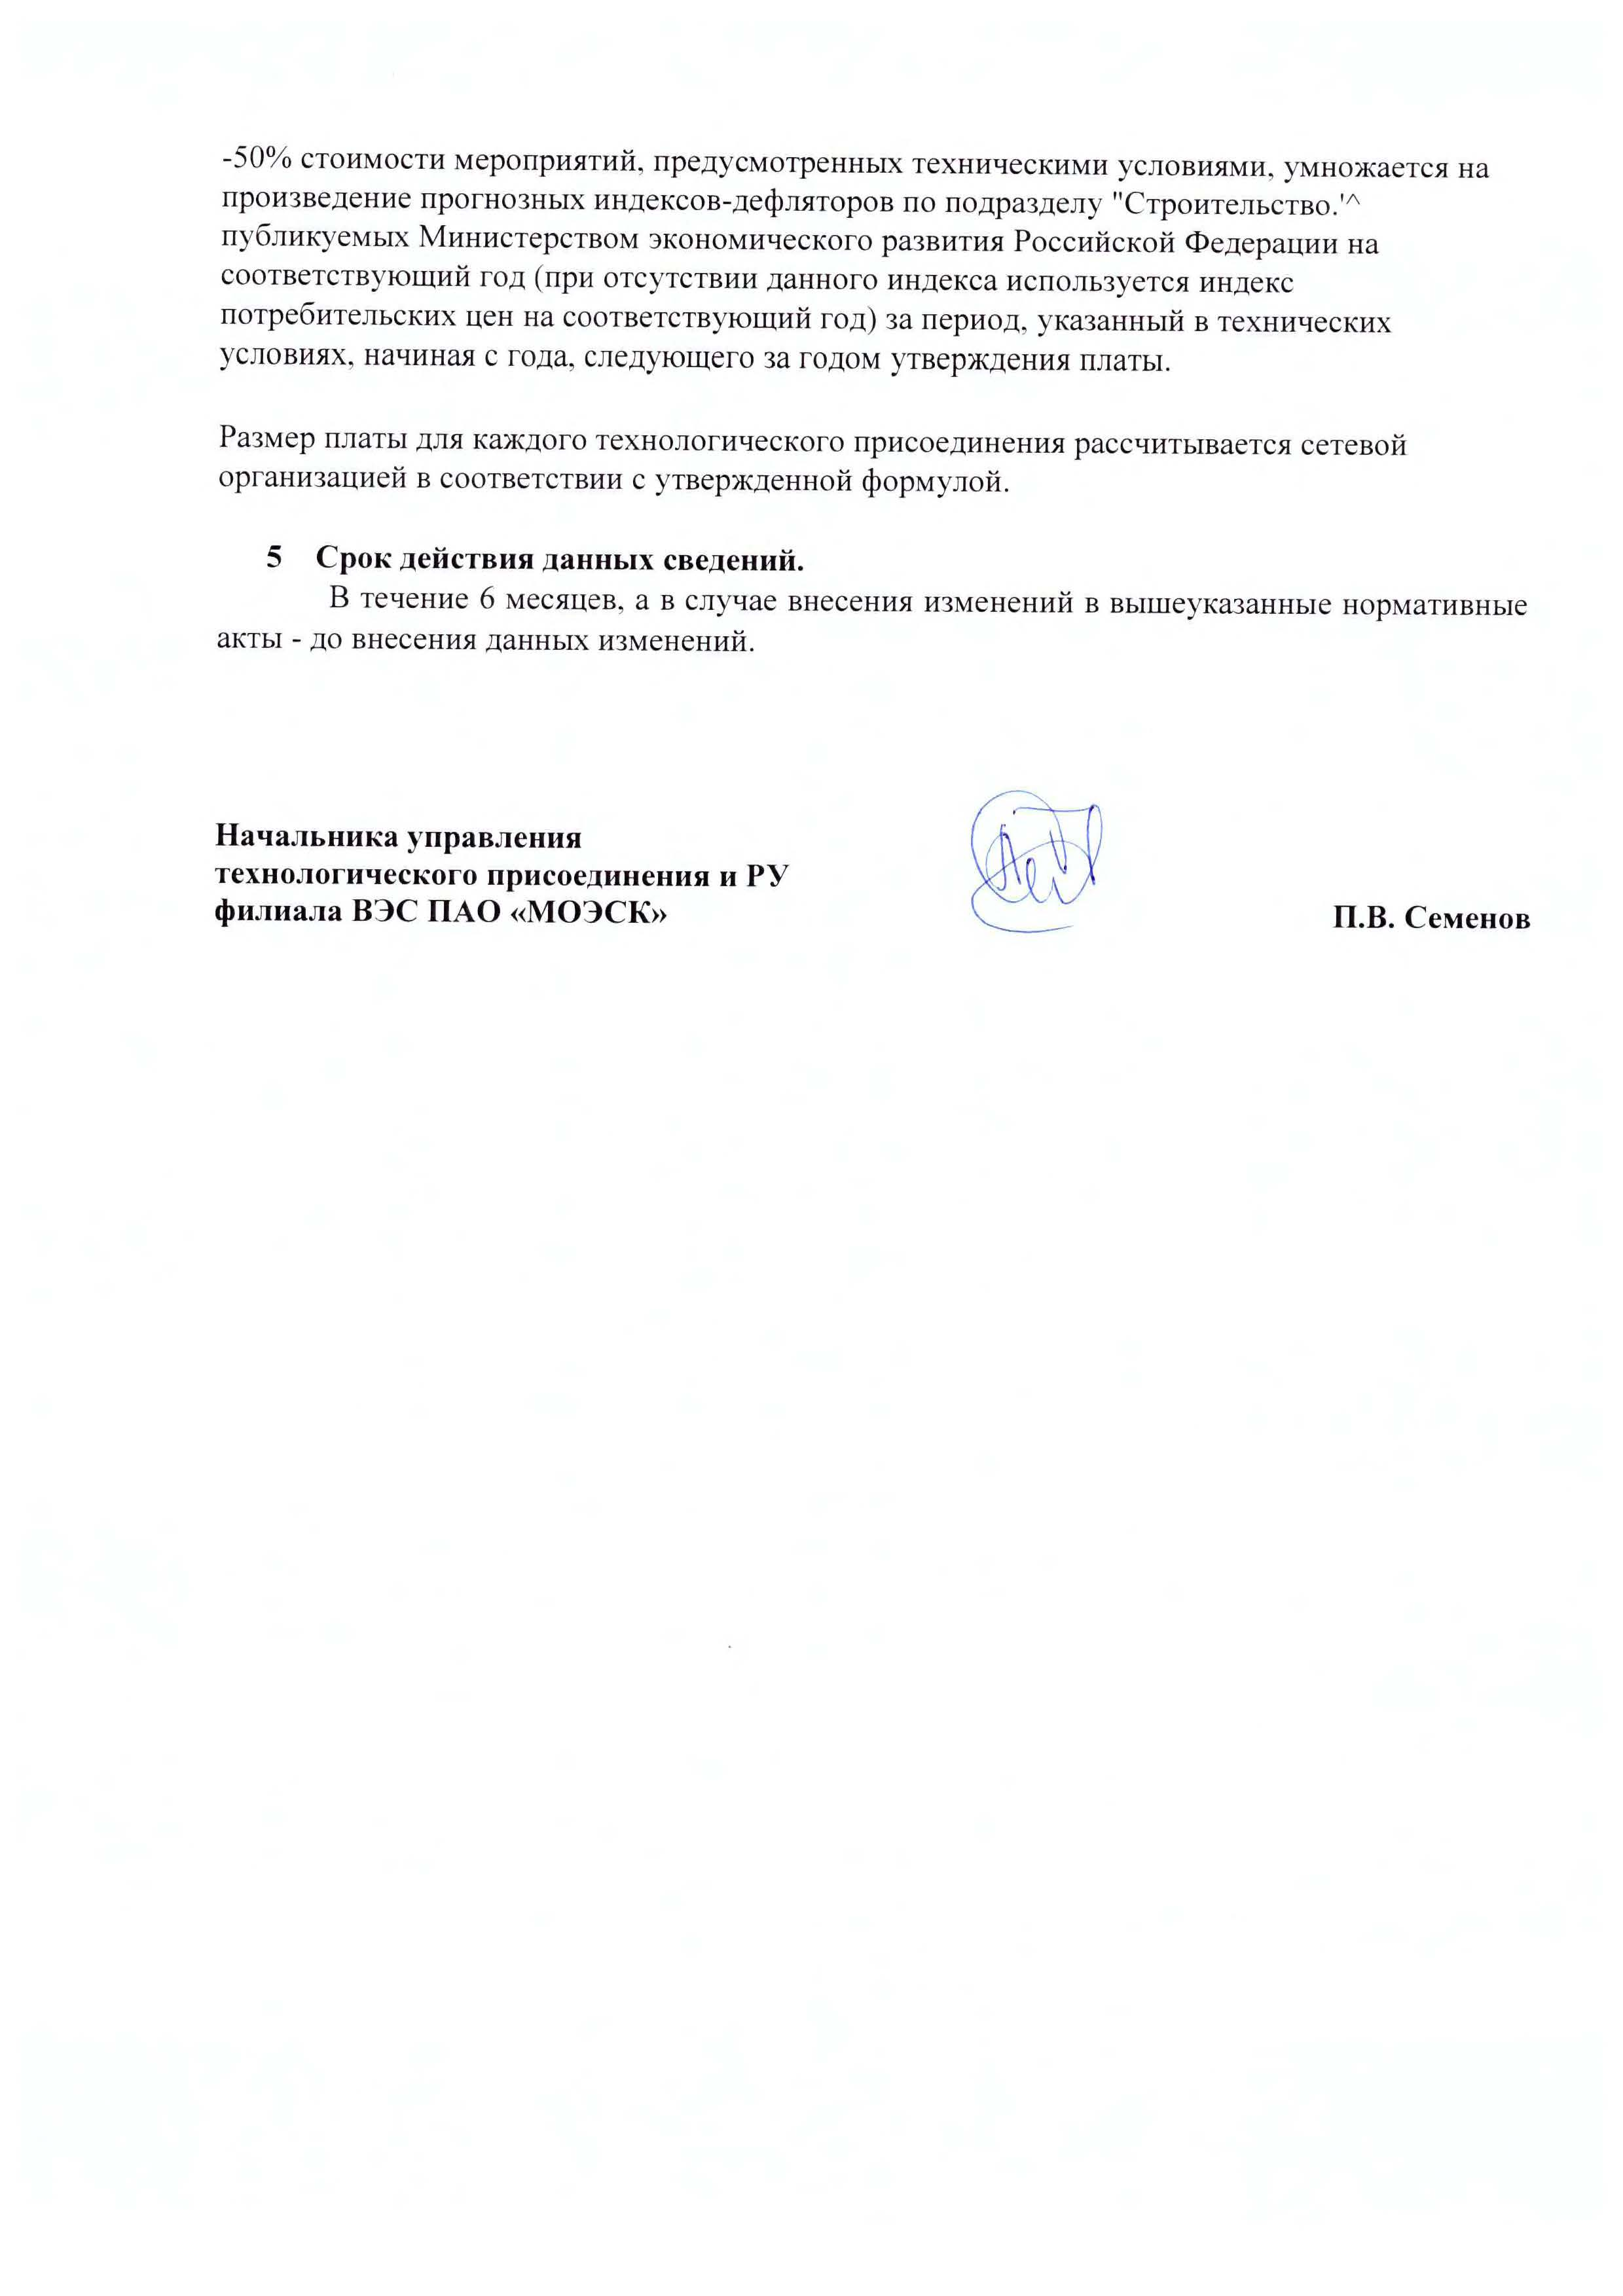 -50% стоимости мероприятий, предусмотренных техническими условиями, умножается на
произведение прогнозных индексов-дефляторов по подразделу "Строительство.'^
публикуемых Министерством экономического развития Российской Федерации на
соответствующий год (при отсутствии данного индекса используется индекс
потребительских цен на соответствующий год) за период, указанный в технических
условиях, начиная с года, следующего за годом утверждения платы.
Размер платы для каждого технологического присоединения рассчитывается сетевой
организацией в соответствии с утвержденной формулой.
5 Срок действия данных сведений.
В течение 6 месяцев, а в случае внесения изменений в вышеуказанные нормативные
акты - до внесения данных изменений.
Начальника управления
технологического присоединения и РУ
филиала ВЭС ПАО «МОЭСК»
П.В. Семенов